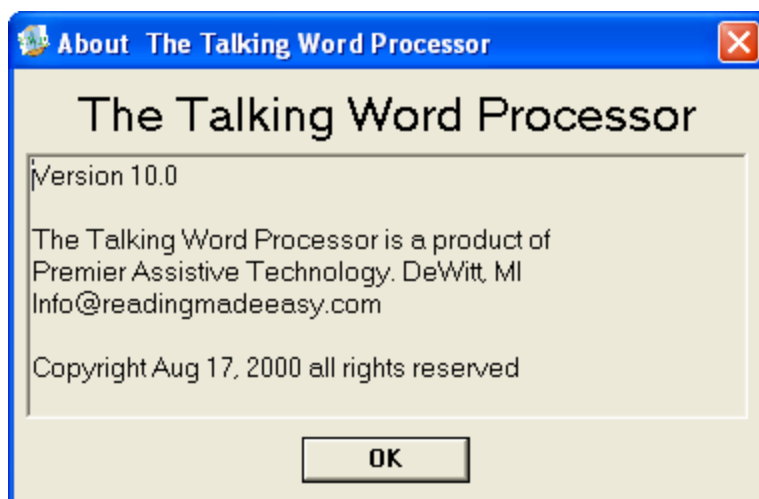 About The Talking Word Processor
The Talking Word Processor
Version 10.0
The Talking Word Processor is a product of
Premier Assistive Technology. DeWitt, MI
Info@readingmadeeasy.com
Copyright Aug 17, 2000 all rights reserved
OK